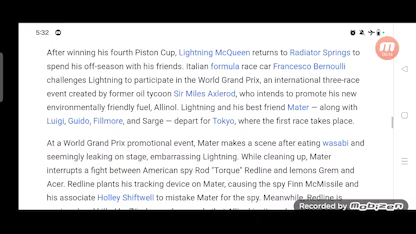 5:32
After winning his fourth Piston Cup, Lightning McQueen returns to Radiator Springs to
spend his off-season with his friends. Italian formula race car Francesco Bernoulli
challenges Lightning to participate in the World Grand Prix, an international three-race
event created by former oil tycoon Sir Miles Axlerod, who intends to promote his new
environmentally friendly fuel, Allinol. Lightning and his best friend Mater — along with
Luigi, Guido, Fillmore, and Sarge — depart for Tokyo, where the first race takes place.
At a World Grand Prix promotional event, Mater makes a scene after eating wasabi and
seemingly leaking on stage, embarrassing Lightning. While cleaning up, Mater
interrupts a fight between American spy Rod "Torque" Redline and lemons Grem and
Acer. Redline plants his tracking device on Mater, causing the spy Finn McMissile and
his associate Holley Shiftwell to mistake Mater for the spy. Meanwhile, Redline is
Recorded by Mobizen